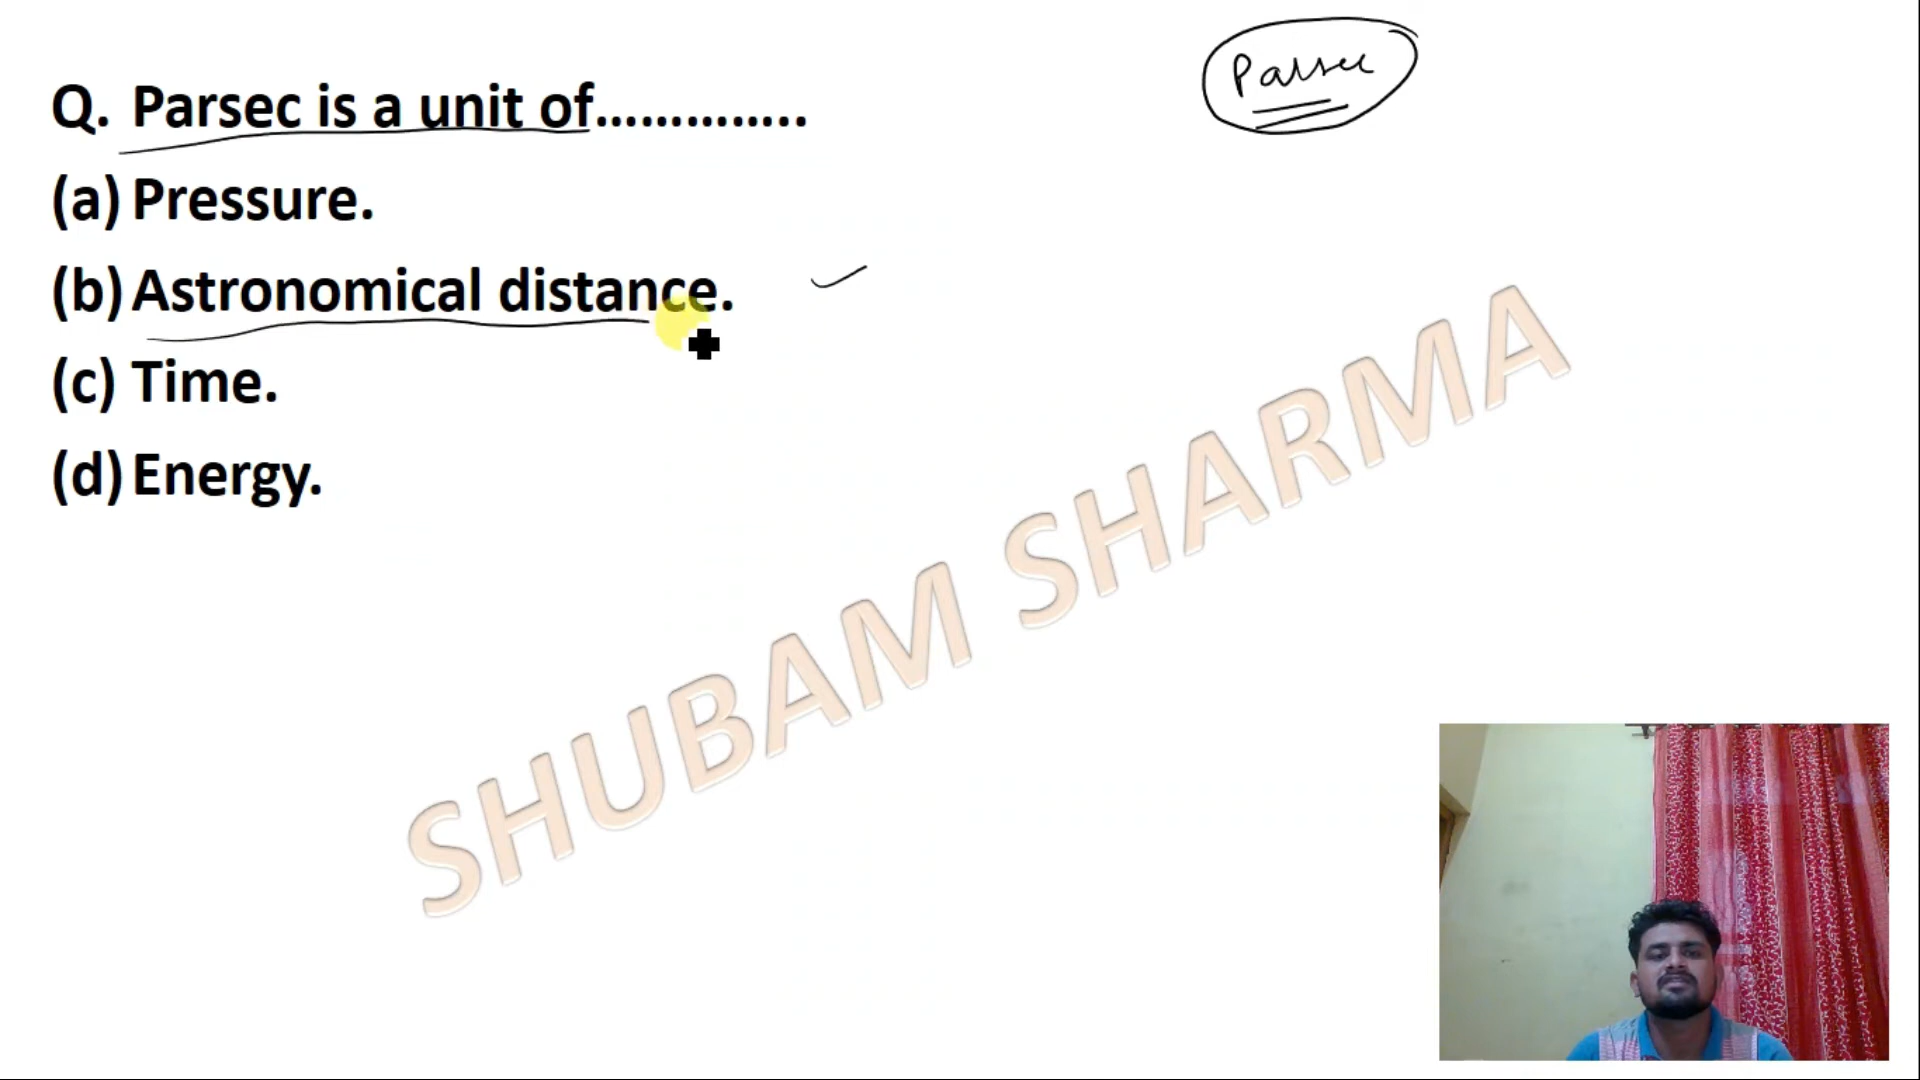 Parsec
Q. Parsec is a unit of…………..
(a) Pressure.
(b) Astronomical distance.
(c) Time.
(d) Energy.
SHUBAM SHARMA